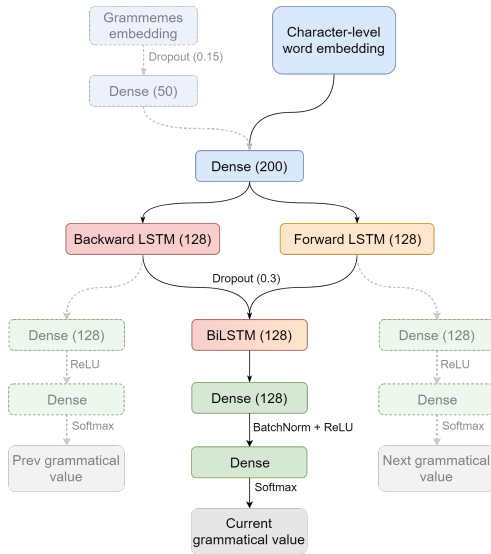 Grammemes
embedding
Character-level
word embedding
Dropout (0.15)
Dense (50)
Dense (200)
Backward LSTM (128)
Forward LSTM (128)
Dropout (0.3)
Dense (128)
BiLSTM (128)
Dense (128)
ReLU
ReLU
Dense
Dense (128)
Dense
Softmax
BatchNorm + ReLU
Softmax
Prev grammatical
value
Dense
Next grammatical
value
Softmax
Current
grammatical value